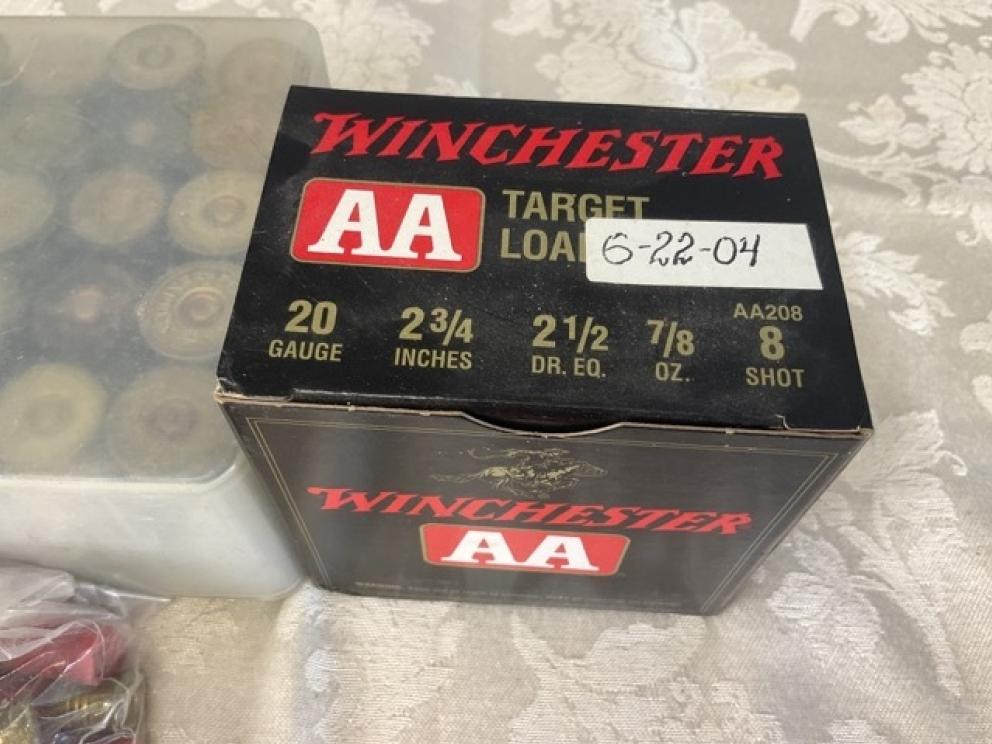 WINCHESTER
AA TARGET
LOA 6-22-04
20 2 3/4 2 1/2 7/8 AA208 8
GAUGE INCHES DR. EQ. OZ. SHOT
WINCHESTER
AA